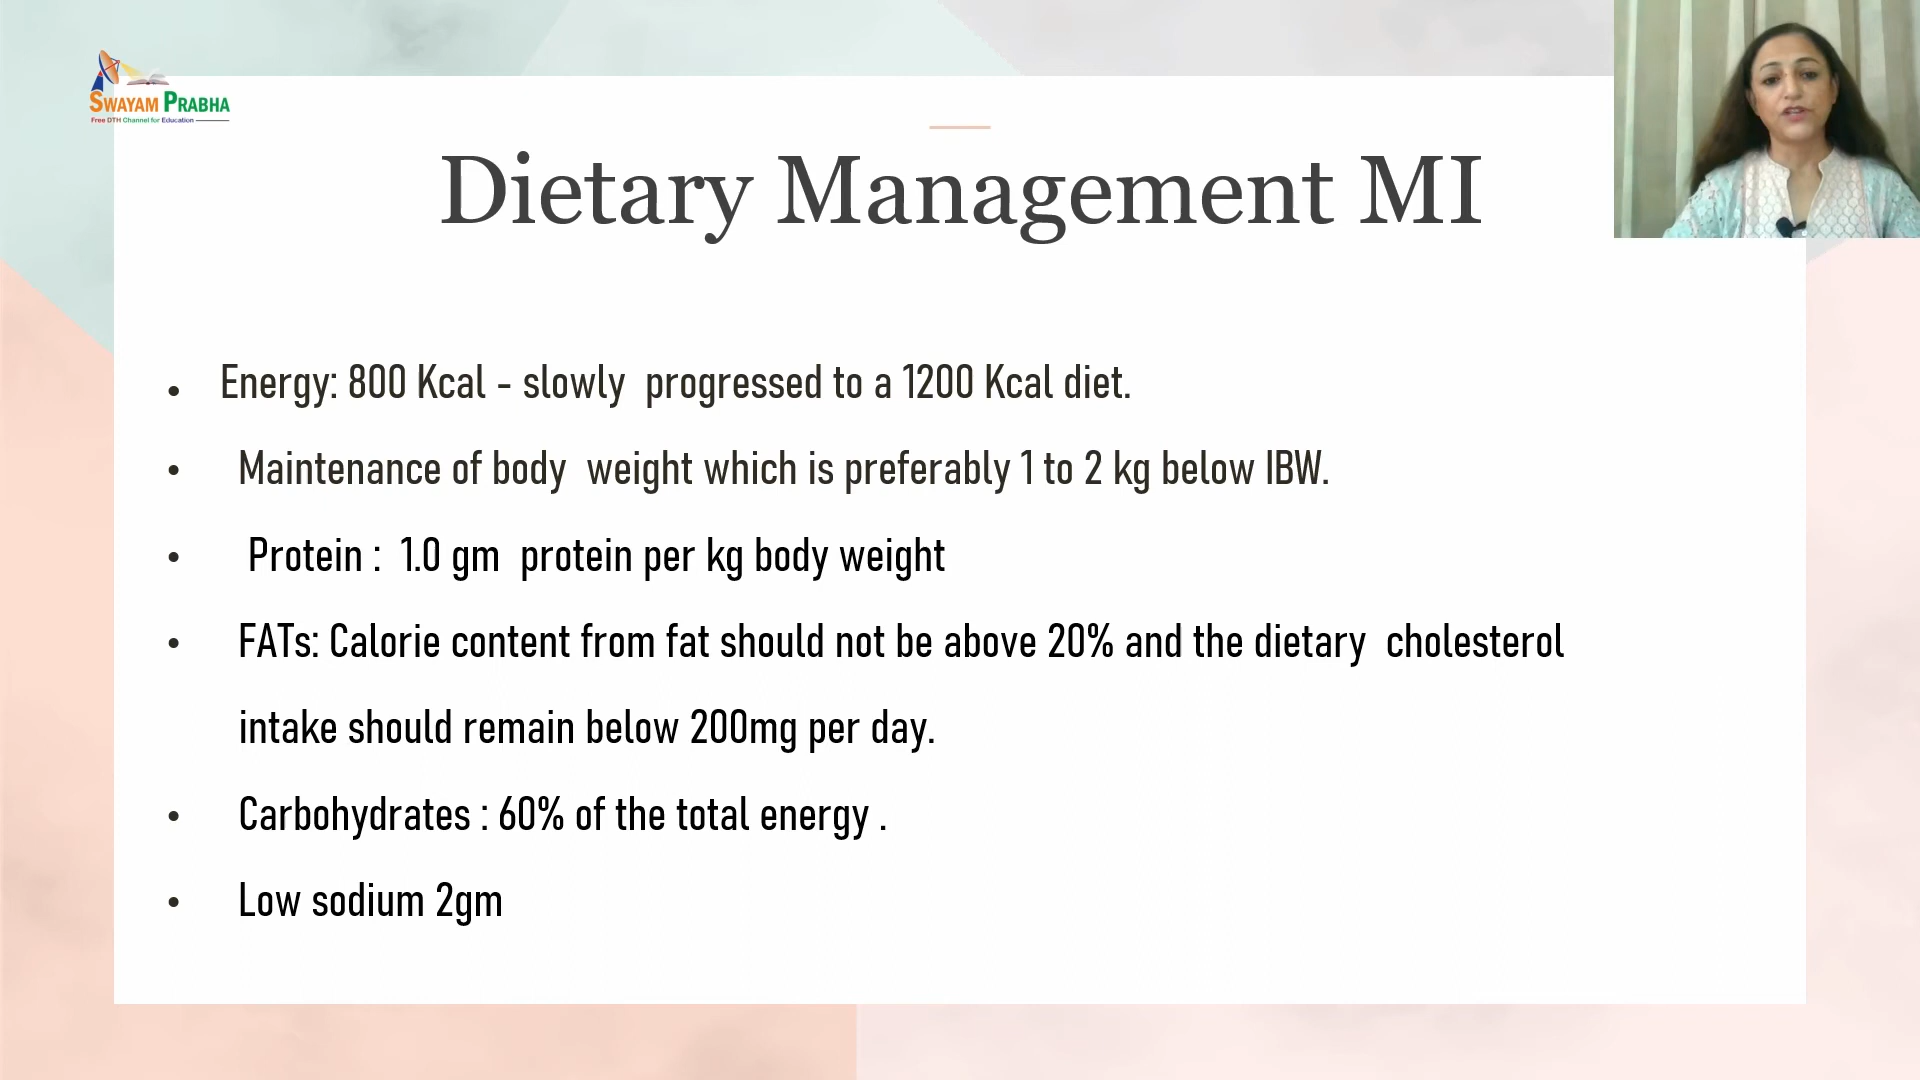 SWAYAM PRABHA
Free DTH Channel for Education
Dietary Management MI
• Energy: 800 Kcal - slowly progressed to a 1200 Kcal diet.
• Maintenance of body weight which is preferably 1 to 2 kg below IBW.
• Protein : 1.0 gm protein per kg body weight
• FATs: Calorie content from fat should not be above 20% and the dietary cholesterol
intake should remain below 200mg per day.
• Carbohydrates : 60% of the total energy .
• Low sodium 2gm